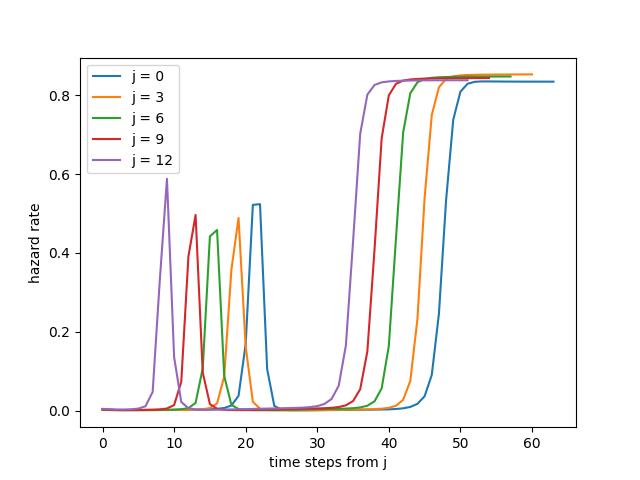 j = 0
j = 3
j = 6
j = 9
j = 12
hazard rate
0.8
0.6
0.4
0.2
0.0
0 10 20 30 40 50 60
time steps from j